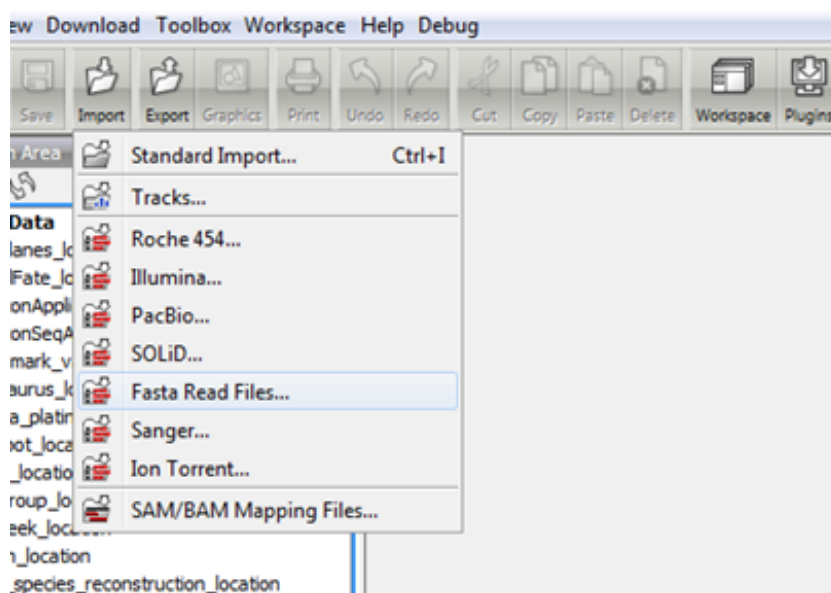 Download Toolbox Workspace Help Debug
Save Import Export Graphics Print Undo Redo Cut Copy Paste Delete Workspace Plugins
Area
Standard Import... Ctrl+I
Tracks...
Data
Roche 454...
Illumina...
PacBio...
SOLiD...
Fasta Read Files...
Sanger...
Ion Torrent...
SAM/BAM Mapping Files...
_location
_species_reconstruction_location